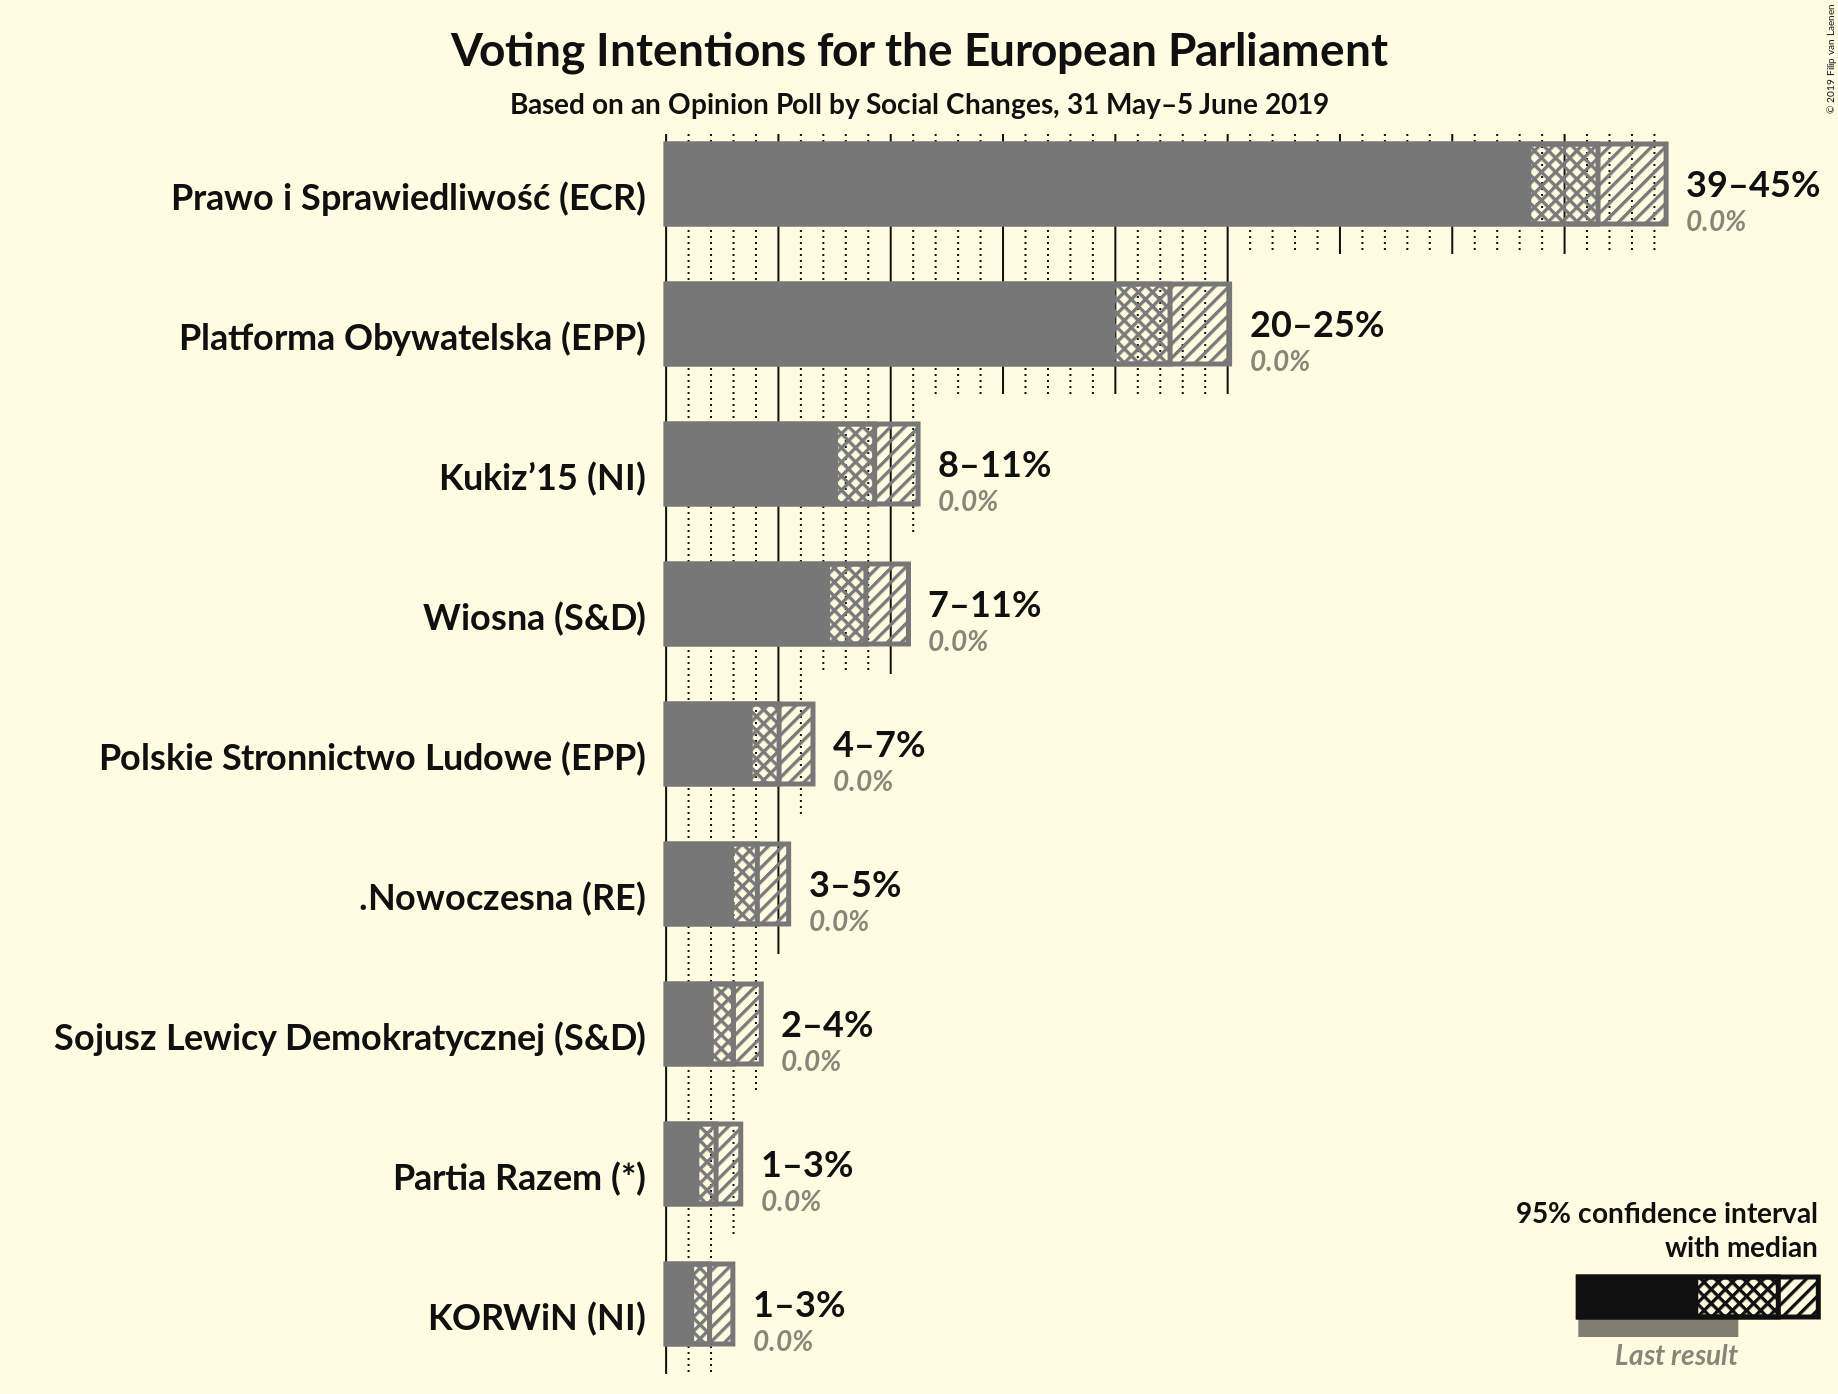 Voting Intentions for the European Parliament
Based on an Opinion Poll by Social Changes, 31 May–5 June 2019
© 2019 Filip van Laenen
Prawo i Sprawiedliwość (ECR)
39–45%
0.0%
Platforma Obywatelska (EPP)
20–25%
0.0%
Kukiz’15 (NI)
8–11%
0.0%
Wiosna (S&D)
7–11%
0.0%
Polskie Stronnictwo Ludowe (EPP)
4–7%
0.0%
.Nowoczesna (RE)
3–5%
0.0%
Sojusz Lewicy Demokratycznej (S&D)
2–4%
0.0%
Partia Razem (*)
1–3%
0.0%
KORWiN (NI)
1–3%
0.0%
95% confidence interval
with median
Last result